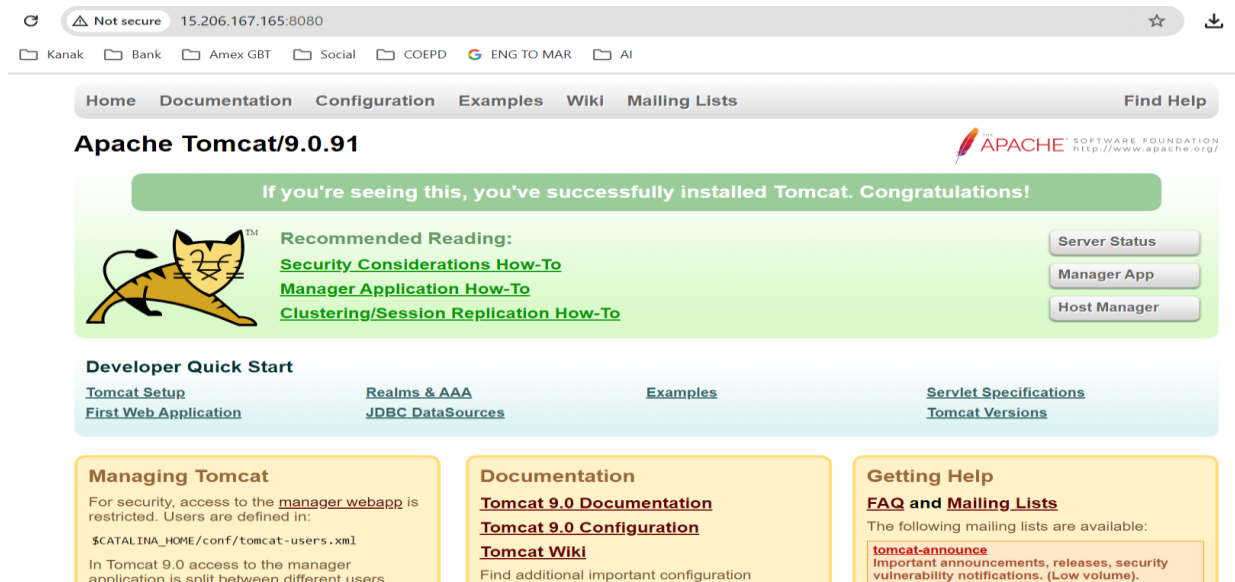 Not secure 15.206.167.165:8080
Kanak Bank Amex GBT Social COEPD ENG TO MAR AI
Home Documentation Configuration Examples Wiki Mailing Lists Find Help
Apache Tomcat/9.0.91
THE APACHE SOFTWARE FOUNDATION
http://www.apache.org/
If you're seeing this, you've successfully installed Tomcat. Congratulations!
TM
Recommended Reading:
Security Considerations How-To
Manager Application How-To
Clustering/Session Replication How-To
Server Status
Manager App
Host Manager
Developer Quick Start
Tomcat Setup
First Web Application
Realms & AAA
JDBC DataSources
Examples
Servlet Specifications
Tomcat Versions
Managing Tomcat
For security, access to the manager webapp is
restricted. Users are defined in:
$CATALINA_HOME/conf/tomcat-users.xml
In Tomcat 9.0 access to the manager
application is split between different users
Documentation
Tomcat 9.0 Documentation
Tomcat 9.0 Configuration
Tomcat Wiki
Find additional important configuration
Getting Help
FAQ and Mailing Lists
The following mailing lists are available:
tomcat-announce
Important announcements, releases, security
vulnerability notifications. (Low volume).